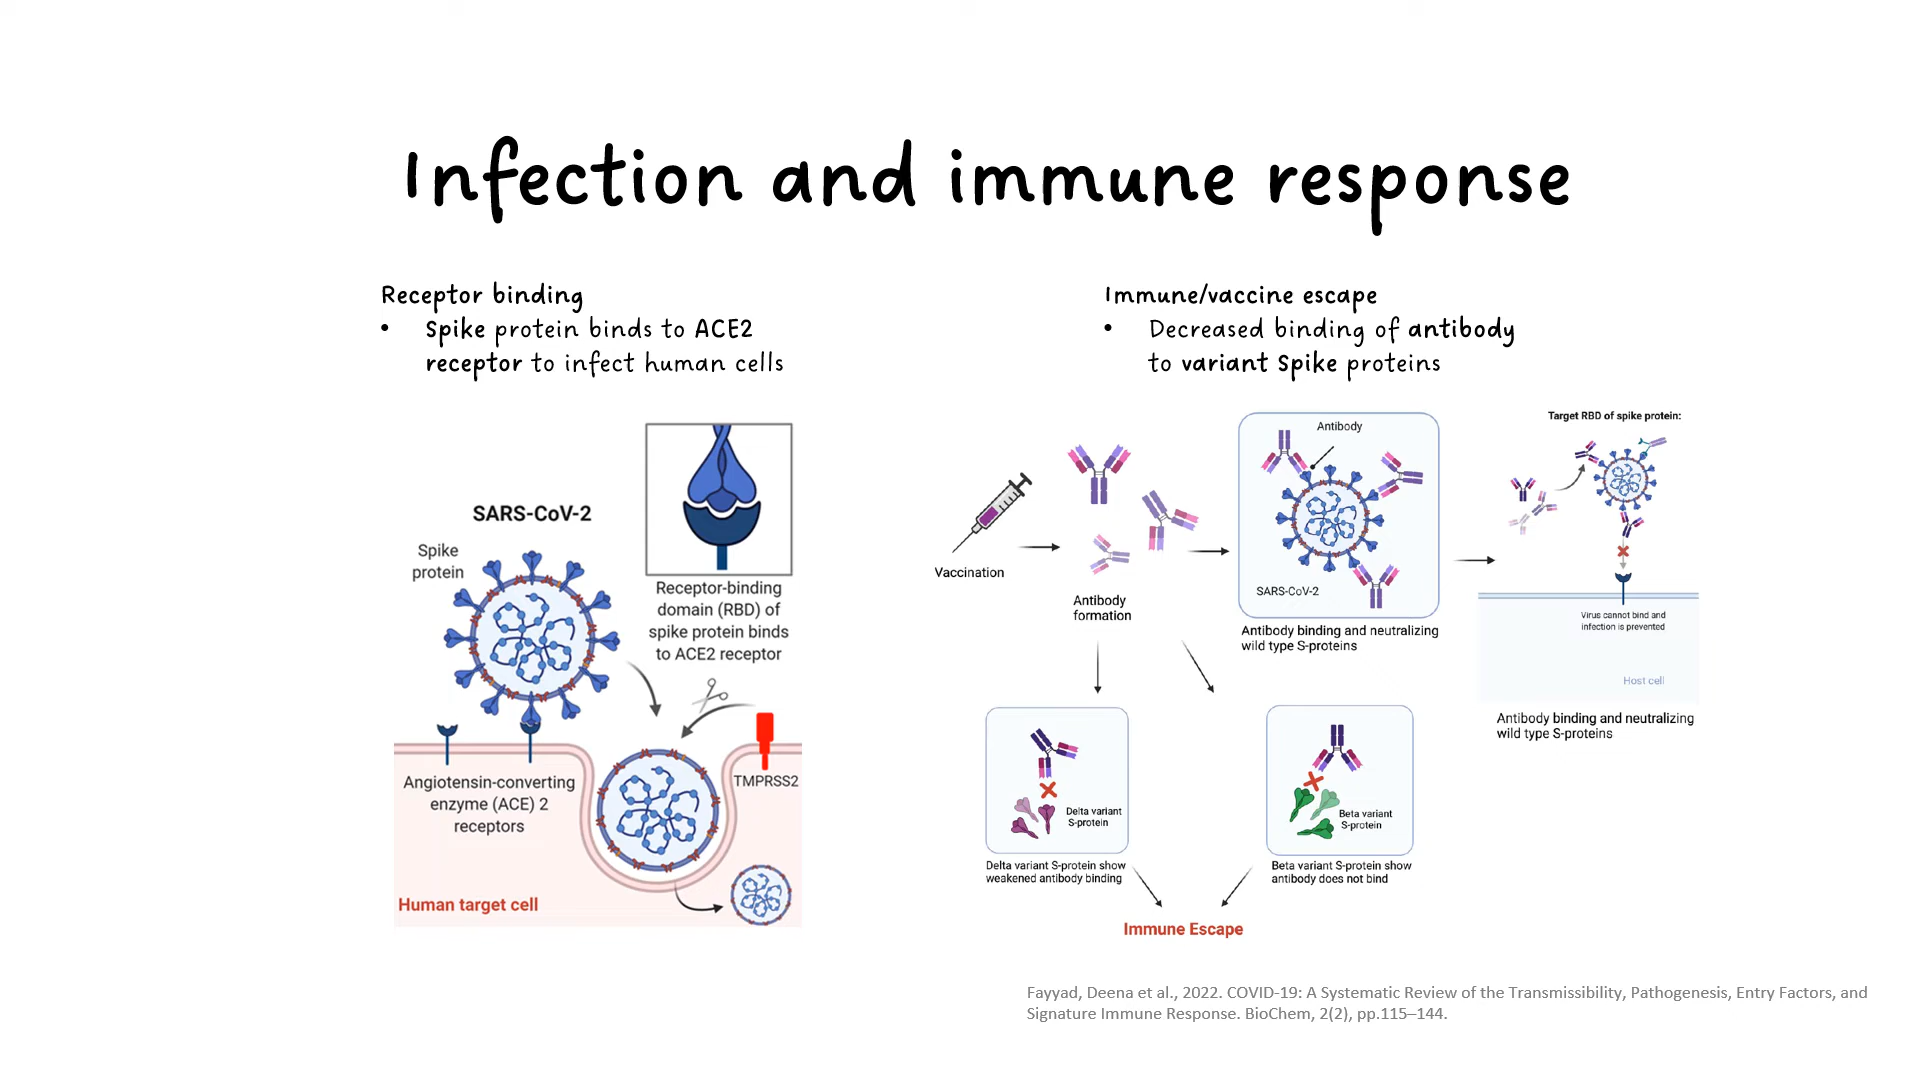 Infection and immune response
Receptor binding
• Spike protein binds to ACE2
receptor to infect human cells
SARS-CoV-2
Spike
protein
Receptor-binding
domain (RBD) of
spike protein binds
to ACE2 receptor
TMPRSS2
Angiotensin-converting
enzyme (ACE) 2
receptors
Human target cell
Immune/vaccine escape
• Decreased binding of antibody
to variant Spike proteins
Vaccination
Antibody
formation
Antibody
SARS-CoV-2
Antibody binding and neutralizing
wild type S-proteins
Target RBD of spike protein:
Virus cannot bind and
infection is prevented
Host cell
Antibody binding and neutralizing
wild type S-proteins
Delta variant
S-protein
Delta variant S-protein show
weakened antibody binding
Beta variant
S-protein
Beta variant S-protein show
antibody does not bind
Immune Escape
Fayyad, Deena et al., 2022. COVID-19: A Systematic Review of the Transmissibility, Pathogenesis, Entry Factors, and
Signature Immune Response. BioChem, 2(2), pp.115–144.